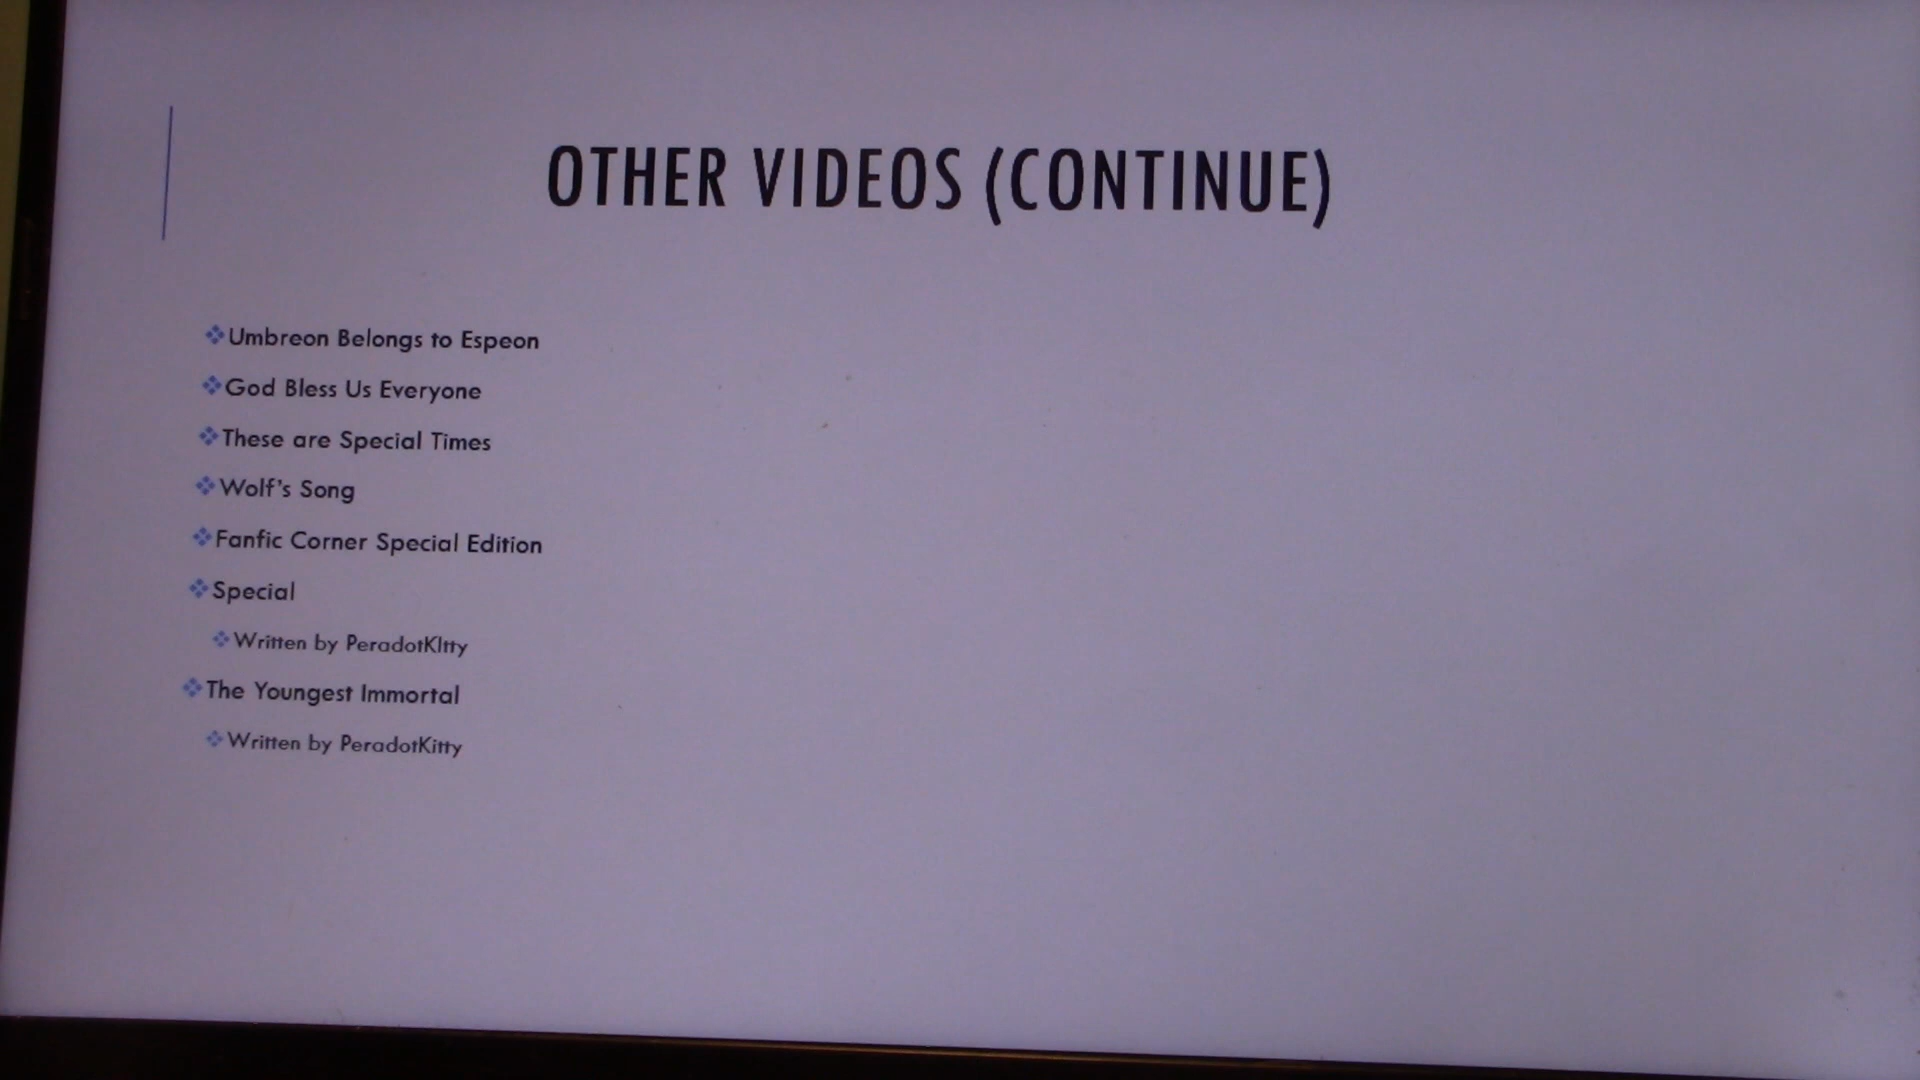 OTHER VIDEOS (CONTINUE)
Umbreon Belongs to Espeon
God Bless Us Everyone
These are Special Times
Wolf's Song
Fanfic Corner Special Edition
Special
Written by PeradotKItty
The Youngest Immortal
Written by PeradotKitty